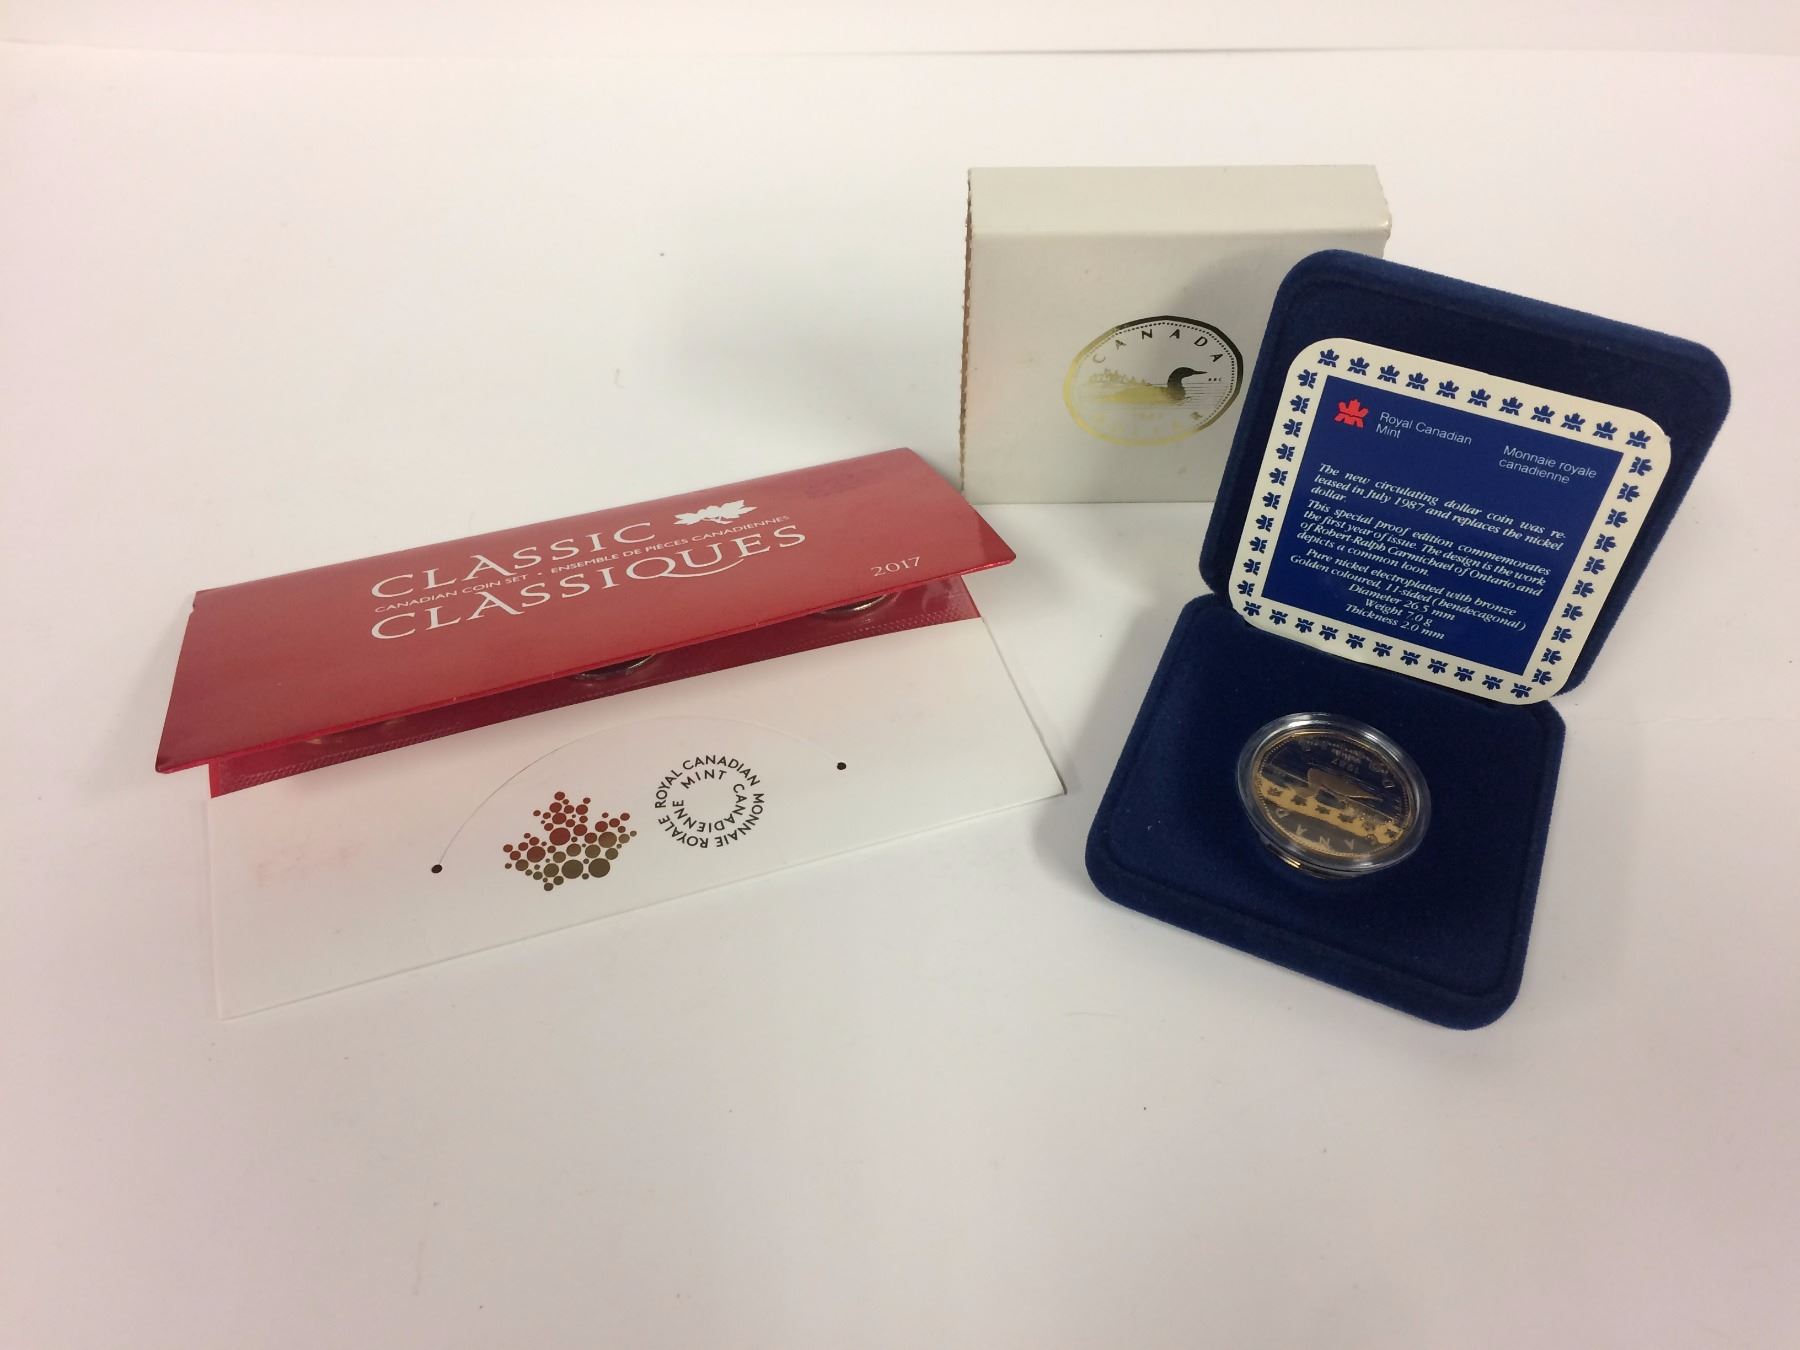 CLASSIC
CANADIAN COIN SET • ENSEMBLE DE PIÈCES CANADIENNES
CLASSIQUES
2017
ROYAL CANADIAN MINT
MONNAIE ROYALE CANADIENNE
CANADA
DOLLAR
Royal Canadian
Mint
Monnaie royale
canadienne
The new circulating dollar coin was re-
leased in July 1987 and replaces the nickel
dollar.
This special proof edition commemorates
the first year of issue. The design is the work
of Robert-Ralph Carmichael of Ontario and
depicts a common loon.
Pure nickel electroplated with bronze
Golden coloured, 11-sided (hendecagonal)
Diameter 26.5 mm
Weight 7.0 g
Thickness 2.0 mm
1987
CANADA